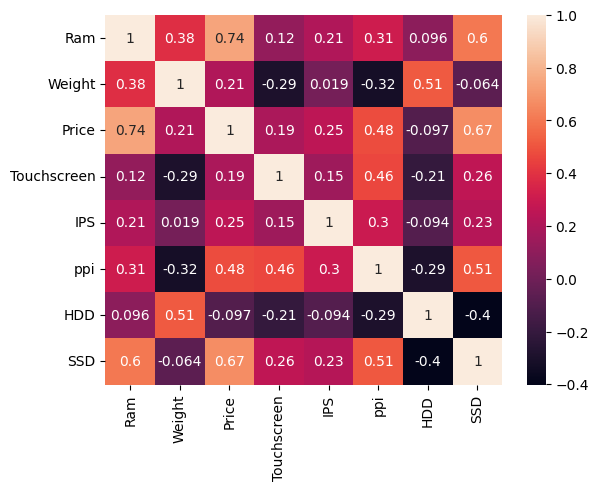 Ram 1 0.38 0.74 0.12 0.21 0.31 0.096 0.6
Weight 0.38 1 0.21 -0.29 0.019 -0.32 0.51 -0.064
Price 0.74 0.21 1 0.19 0.25 0.48 -0.097 0.67
Touchscreen 0.12 -0.29 0.19 1 0.15 0.46 -0.21 0.26
IPS 0.21 0.019 0.25 0.15 1 0.3 -0.094 0.23
ppi 0.31 -0.32 0.48 0.46 0.3 1 -0.29 0.51
HDD 0.096 0.51 -0.097 -0.21 -0.094 -0.29 1 -0.4
SSD 0.6 -0.064 0.67 0.26 0.23 0.51 -0.4 1
Ram Weight Price Touchscreen IPS ppi HDD SSD
1.0
0.8
0.6
0.4
0.2
0.0
−0.2
−0.4